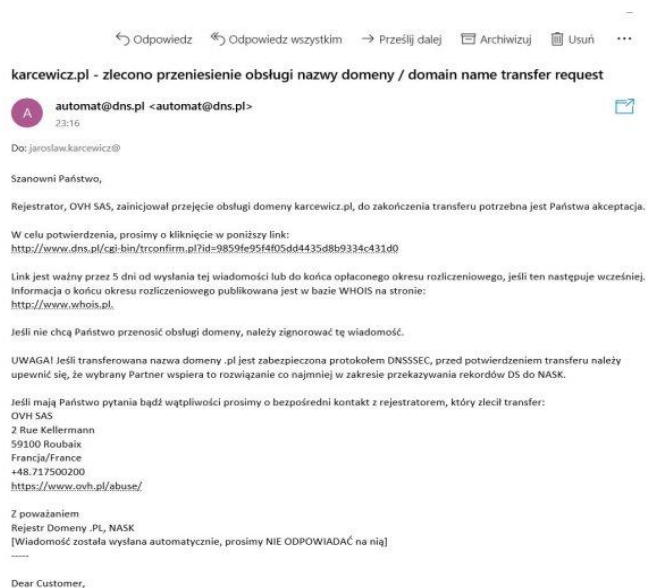 Odpowiedz Odpowiedz wszystkim Prześlij dalej Archiwizuj Usuń ...
karcewicz.pl - zlecono przeniesienie obsługi nazwy domeny / domain name transfer request
A
automat@dns.pl <automat@dns.pl>
23:16
Do: jaroslaw.karcewicz@
Szanowni Państwo,
Rejestrator, OVH SAS, zainicjował przejęcie obsługi domeny karcewicz.pl, do zakończenia transferu potrzebna jest Państwa akceptacja.
W celu potwierdzenia, prosimy o kliknięcie w poniższy link:
http://www.dns.pl/cgi-bin/trconfirm.pl?id=9859fe95f4f05dd4435d8b9334c431d0
Link jest ważny przez 5 dni od wysłania tej wiadomości lub do końca opłaconego okresu rozliczeniowego, jeśli ten następuje wcześniej.
Informacja o końcu okresu rozliczeniowego publikowana jest w bazie WHOIS na stronie:
http://www.whois.pl.
Jeśli nie chcą Państwo przenosić obsługi domeny, należy zignorować tę wiadomość.
UWAGA! Jeśli transferowana nazwa domeny .pl jest zabezpieczona protokołem DNSSSEC, przed potwierdzeniem transferu należy
upewnić się, że wybrany Partner wspiera to rozwiązanie co najmniej w zakresie przekazywania rekordów DS do NASK.
Jeśli mają Państwo pytania bądź wątpliwości prosimy o bezpośredni kontakt z rejestratorem, który zlecił transfer:
OVH SAS
2 Rue Kellermann
59100 Roubaix
Francja/France
+48.717500200
https://www.ovh.pl/abuse/
Z poważaniem
Rejestr Domeny .PL, NASK
[Wiadomość została wysłana automatycznie, prosimy NIE ODPOWIADAĆ na nią]
-----
Dear Customer,